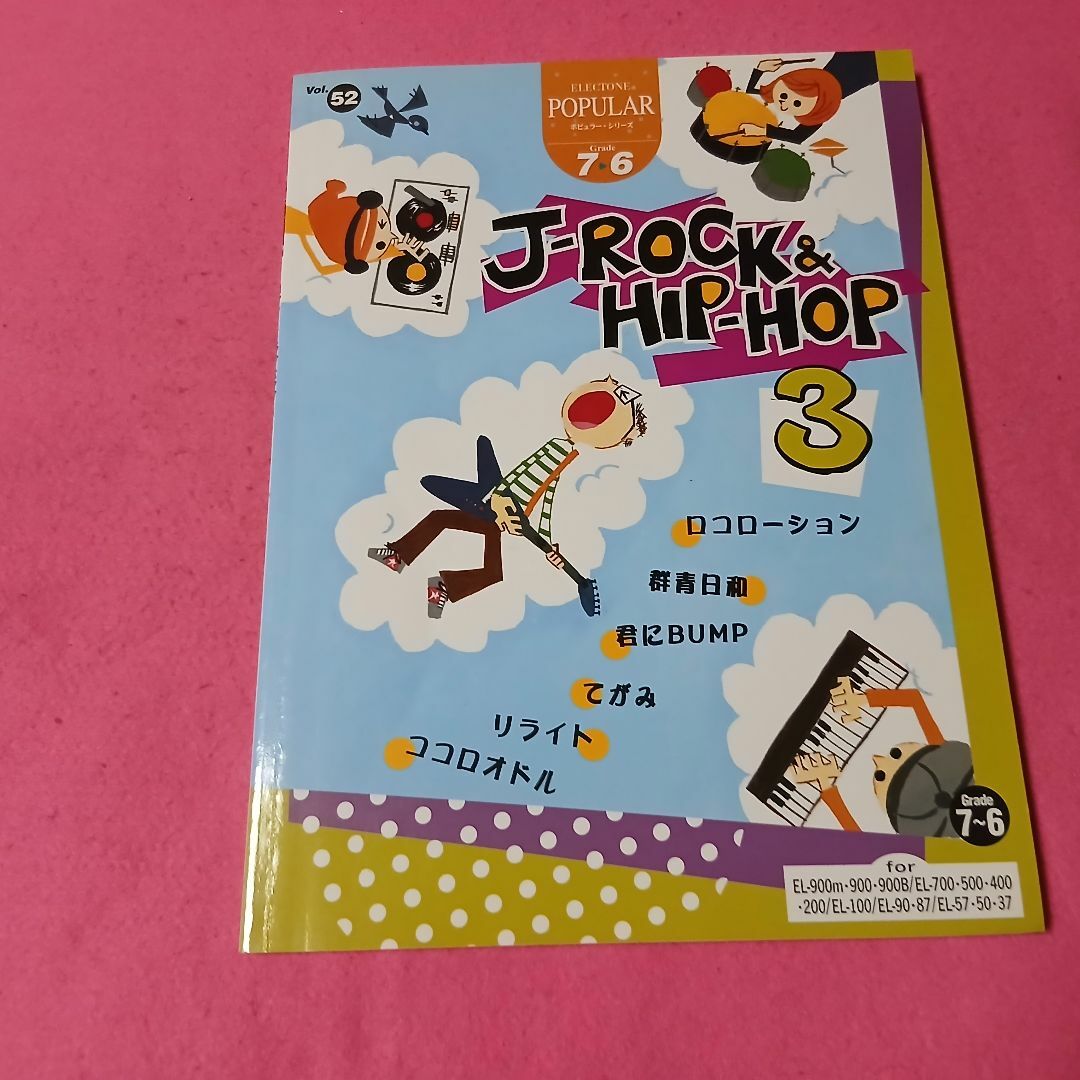 Vol. 52
ELECTONE®
POPULAR
ポピュラー・シリーズ
Grade
7・6
J-ROCK &
HIP-HOP
3
ロコローション
群青日和
君にBUMP
てがみ
リライト
ココロオドル
Grade
7~6
for
EL-900m・900・900B/EL-700・500・400
・200/EL-100/EL-90・87/EL-57・50・37